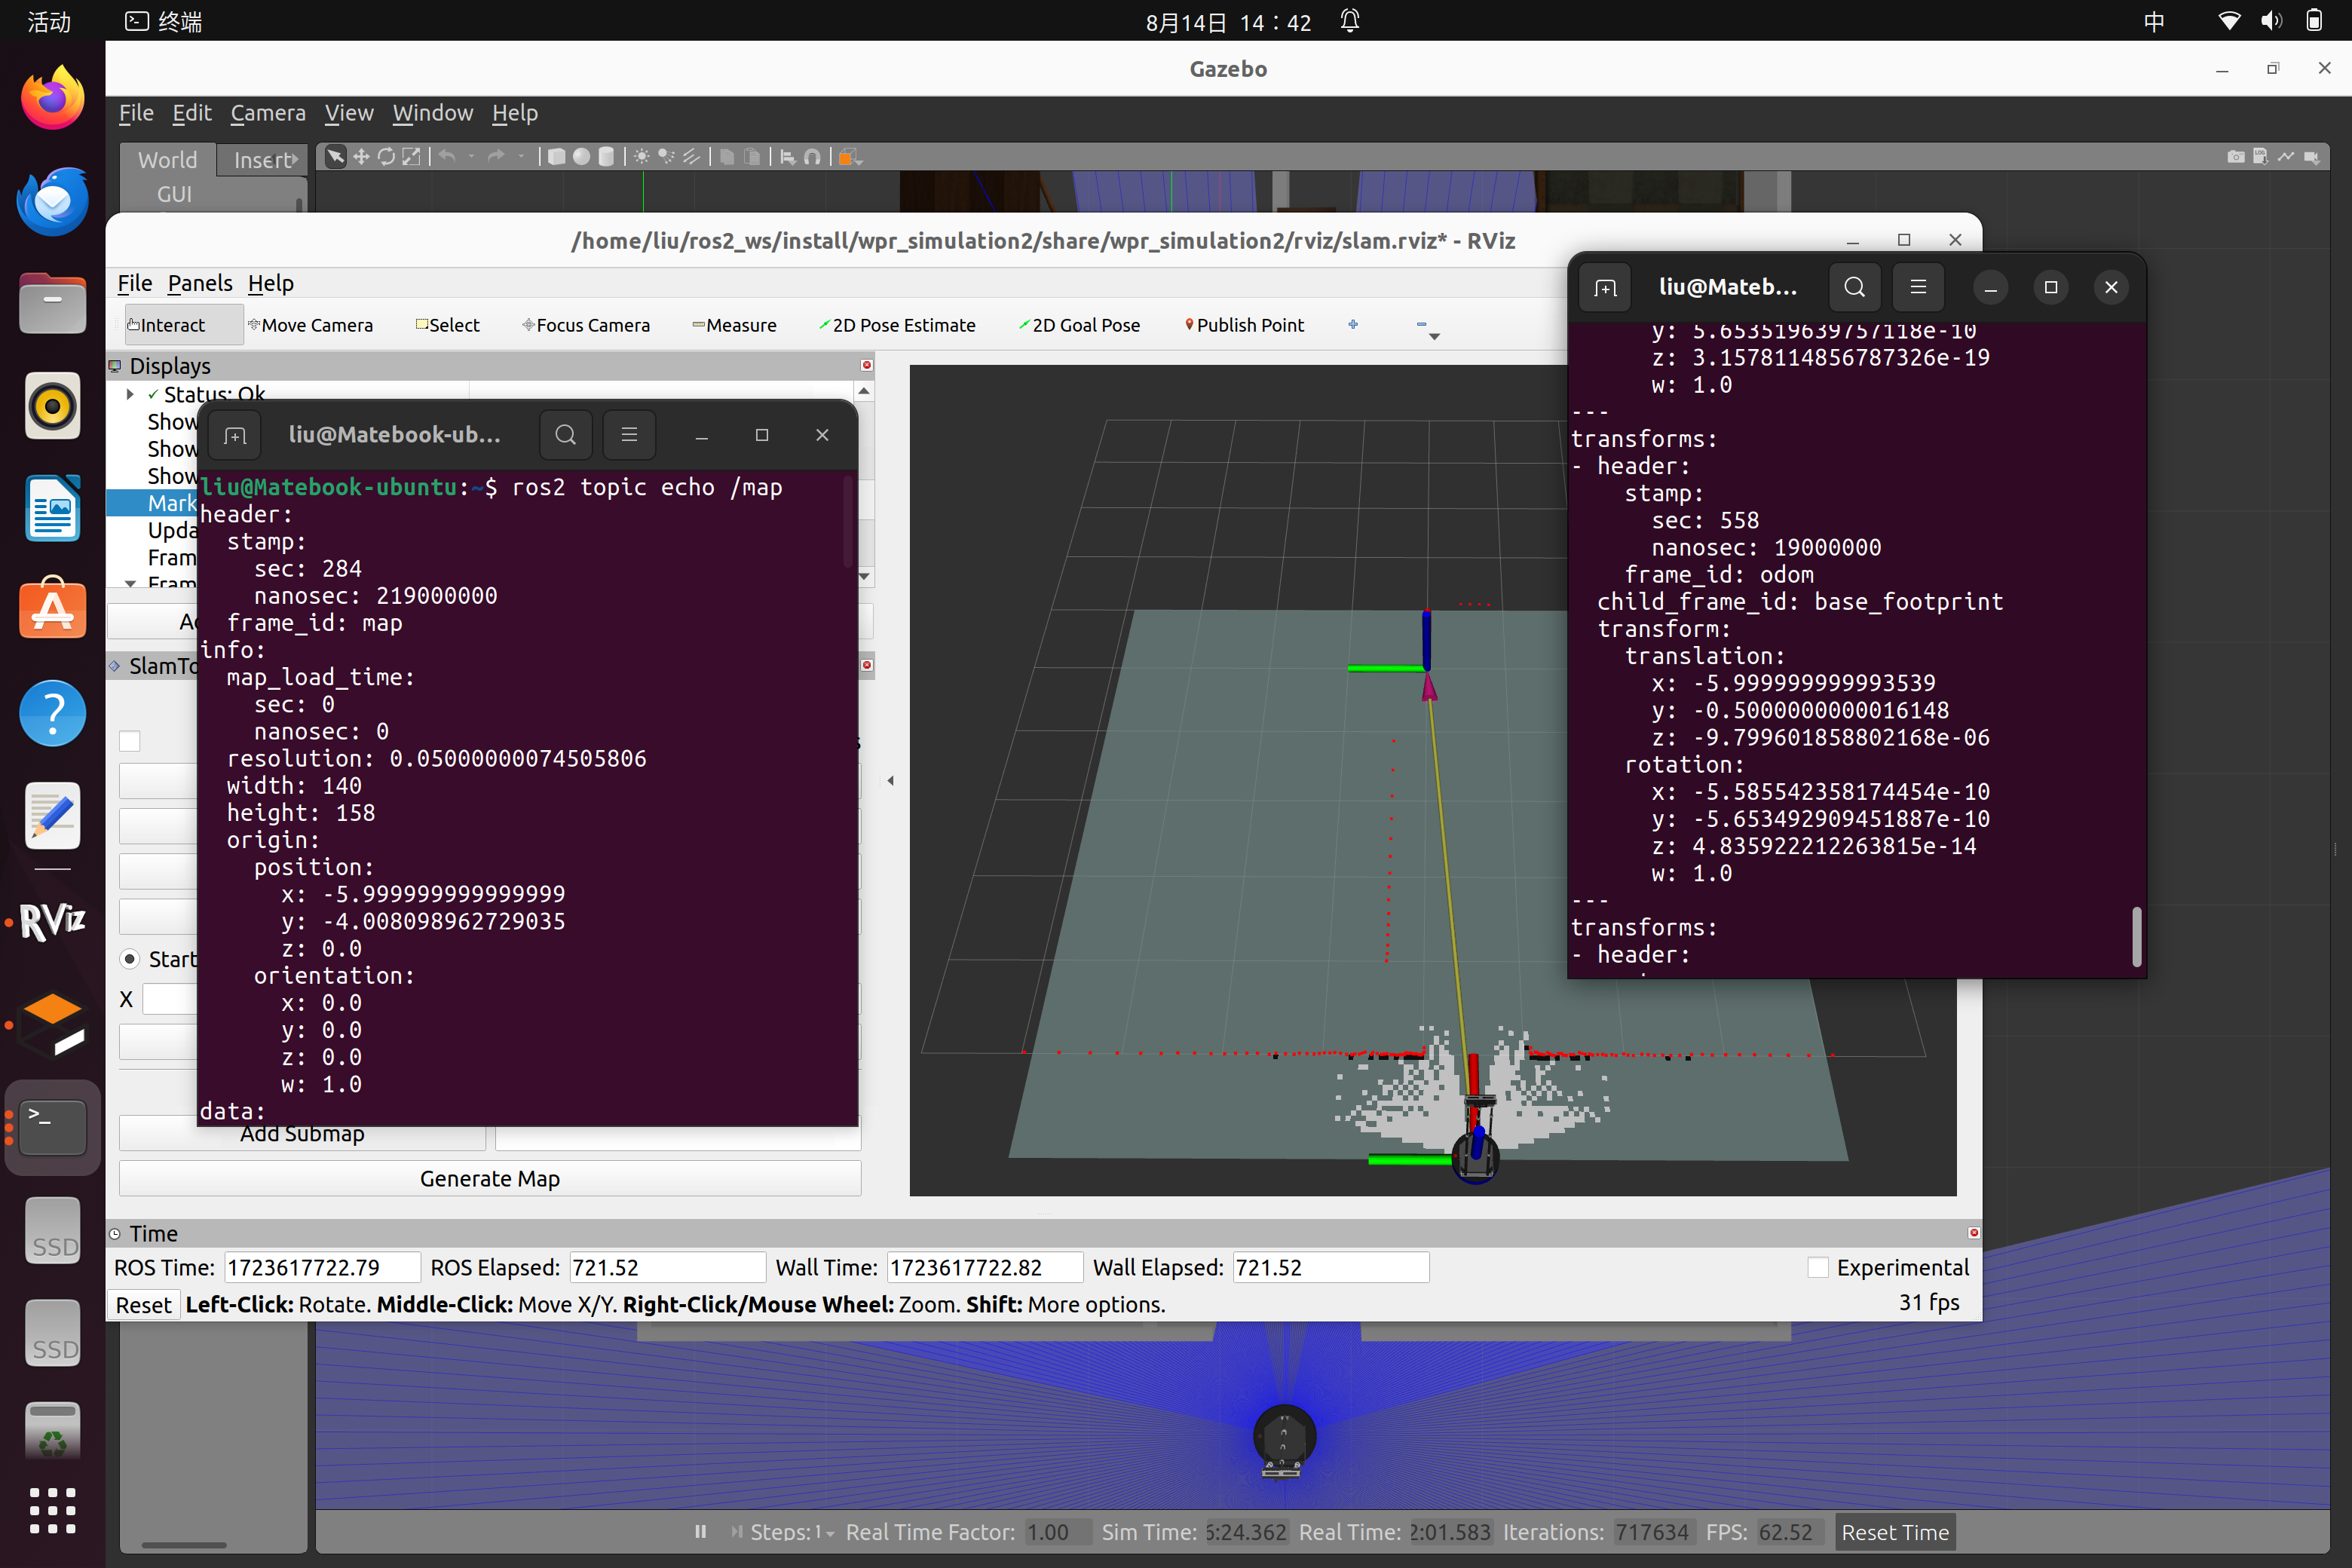 活动
终端
8月14日 14：42
中
Gazebo
File Edit Camera View Window Help
World Insert
GUI
/home/liu/ros2_ws/install/wpr_simulation2/share/wpr_simulation2/rviz/slam.rviz* - RViz
File Panels Help
Interact Move Camera Select Focus Camera Measure 2D Pose Estimate 2D Goal Pose Publish Point
Displays
Status: Ok
Show
Show
Show
Mark
Upda
Fram
Fram
SlamTo
Start
X
Add Submap
Generate Map
liu@Matebook-ub...
liu@Matebook-ubuntu:~$ ros2 topic echo /map
header:
stamp:
sec: 284
nanosec: 219000000
frame_id: map
info:
map_load_time:
sec: 0
nanosec: 0
resolution: 0.05000000074505806
width: 140
height: 158
origin:
position:
x: -5.999999999999999
y: -4.008098962729035
z: 0.0
orientation:
x: 0.0
y: 0.0
z: 0.0
w: 1.0
data:
liu@Mateb...
y: 5.653519639757118e-10
z: 3.1578114856787326e-19
w: 1.0
---
transforms:
- header:
stamp:
sec: 558
nanosec: 19000000
frame_id: odom
child_frame_id: base_footprint
transform:
translation:
x: -5.999999999993539
y: -0.5000000000016148
z: -9.799601858802168e-06
rotation:
x: -5.585542358174454e-10
y: -5.653492909451887e-10
z: 4.835922212263815e-14
w: 1.0
---
transforms:
- header:
Time
ROS Time: 1723617722.79 ROS Elapsed: 721.52 Wall Time: 1723617722.82 Wall Elapsed: 721.52 Experimental
Reset Left-Click: Rotate. Middle-Click: Move X/Y. Right-Click/Mouse Wheel: Zoom. Shift: More options. 31 fps
RViz
SSD
SSD
Steps: 1 Real Time Factor: 1.00 Sim Time: 6:24.362 Real Time: 2:01.583 Iterations: 717634 FPS: 62.52 Reset Time